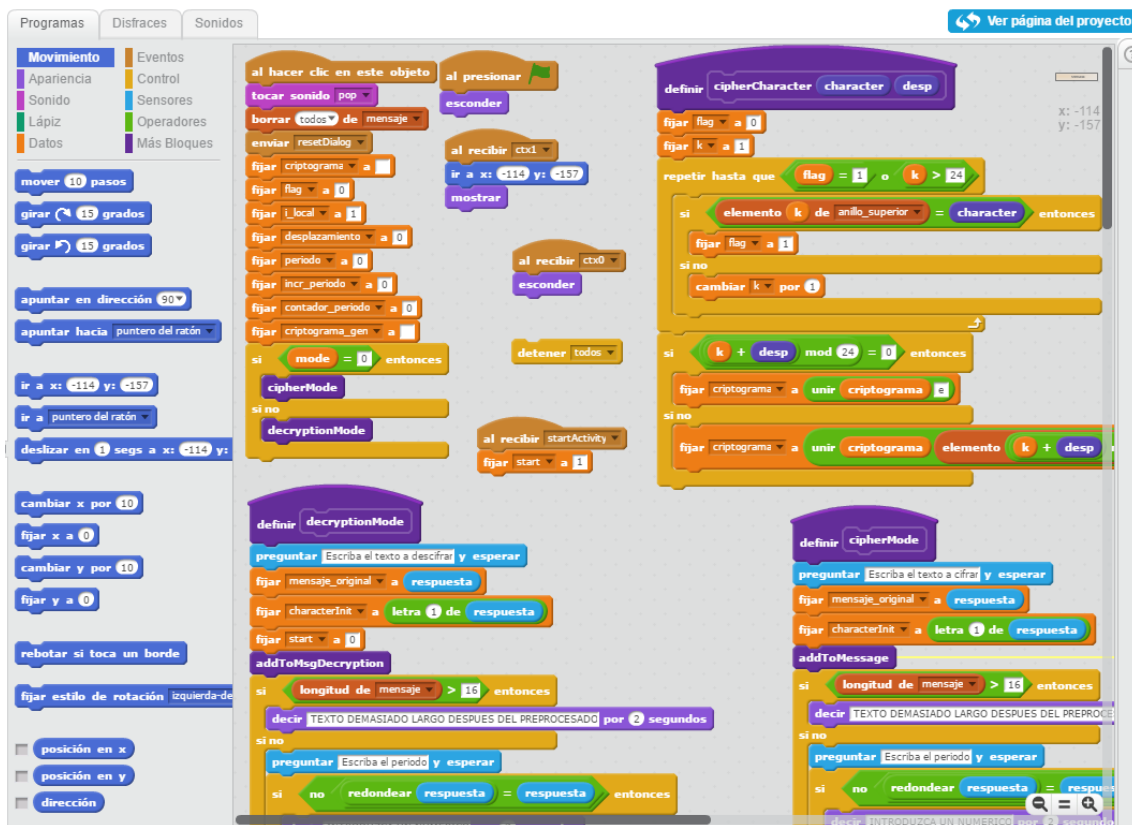 Programas
Disfraces
Sonidos
Ver página del proyecto
Movimiento
Eventos
Apariencia
Control
Sonido
Sensores
Lápiz
Operadores
Datos
Más Bloques
mover 10 pasos
girar 15 grados
girar 15 grados
apuntar en dirección 90
apuntar hacia puntero del ratón
ir a x: -114 y: -157
ir a puntero del ratón
deslizar en 1 segs a x: -114 y:
cambiar x por 10
fijar x a 0
cambiar y por 10
fijar y a 0
rebotar si toca un borde
fijar estilo de rotación izquierda-de
posición en x
posición en y
dirección
al hacer clic en este objeto
tocar sonido pop
borrar todos de mensaje
enviar resetDialog
fijar criptograma a
fijar flag a 0
fijar i_local a 1
fijar desplazamiento a 0
fijar periodo a 0
fijar incr_periodo a 0
fijar contador_periodo a 0
fijar criptograma_gen a
si mode = 0 entonces
cipherMode
si no
decryptionMode
al presionar
esconder
al recibir ctx1
ir a x: -114 y: -157
mostrar
al recibir ctx0
esconder
detener todos
al recibir startActivity
fijar start a 1
definir cipherCharacter character desp
fijar flag a 0
fijar k a 1
repetir hasta que flag = 1 o k > 24
si elemento k de anillo_superior = character entonces
fijar flag a 1
si no
cambiar k por 1
si k + desp mod 24 = 0 entonces
fijar criptograma a unir criptograma e
si no
fijar criptograma a unir criptograma elemento k + desp
x: -114
y: -157
definir decryptionMode
preguntar Escriba el texto a descifrar y esperar
fijar mensaje_original a respuesta
fijar characterInit a letra 1 de respuesta
fijar start a 0
addToMsgDecryption
si longitud de mensaje > 16 entonces
decir TEXTO DEMASIADO LARGO DESPUES DEL PREPROCESADO por 2 segundos
si no
preguntar Escriba el periodo y esperar
si no redondear respuesta = respuesta entonces
definir cipherMode
preguntar Escriba el texto a cifrar y esperar
fijar mensaje_original a respuesta
fijar characterInit a letra 1 de respuesta
addToMessage
si longitud de mensaje > 16 entonces
decir TEXTO DEMASIADO LARGO DESPUES DEL PREPROCE
si no
preguntar Escriba el periodo y esperar
si no redondear respuesta = respue
decir INTRODUZCA UN NUMERICO por 2 segundo